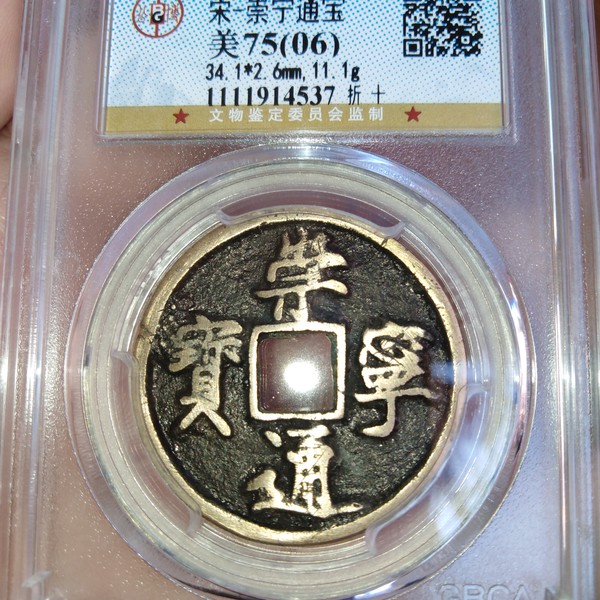 宋-崇宁通宝
美75(06)
34.1*2.6mm,11.1g
1111914537 折十
★ 文物鉴定委员会监制 ★
崇
寶 寧
通